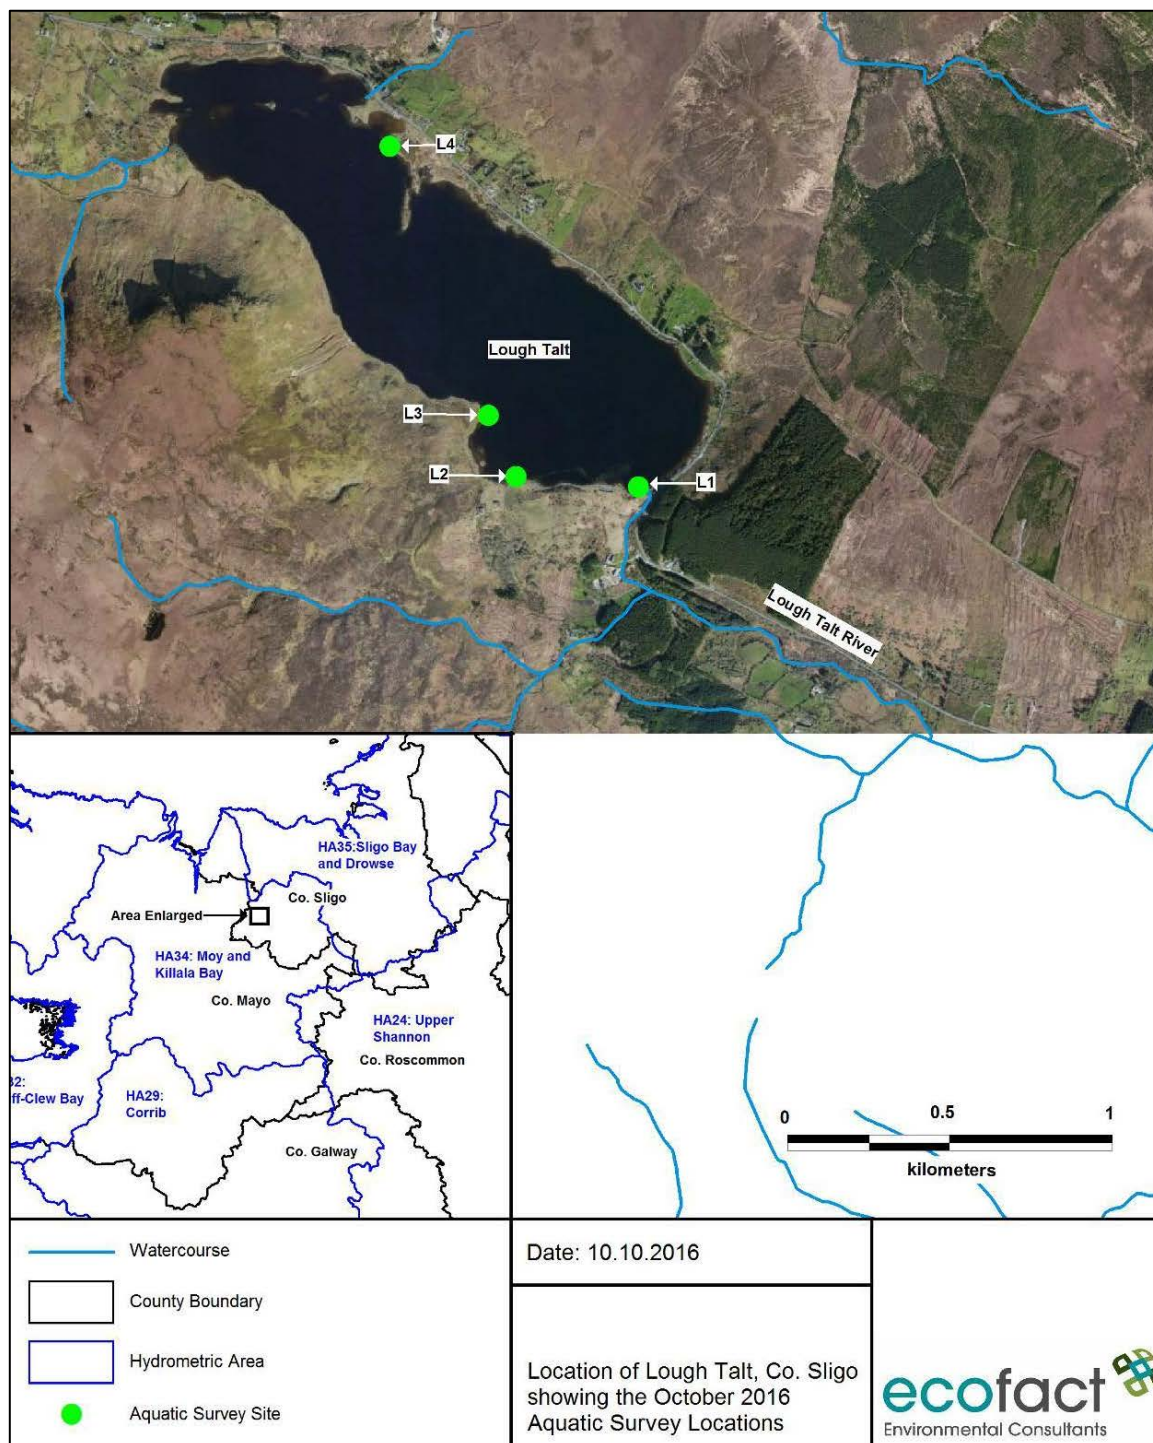 L4
Lough Talt
L3
L2
L1
Lough Talt River
HA35:Sligo Bay
and Drowse
Co. Sligo
Area Enlarged
HA34: Moy and
Killala Bay
Co. Mayo
HA24: Upper
Shannon
Co. Roscommon
32:
ff-Clew Bay
HA29:
Corrib
Co. Galway
0 0.5 1
kilometers
Watercourse
County Boundary
Hydrometric Area
Aquatic Survey Site
Date: 10.10.2016
Location of Lough Talt, Co. Sligo
showing the October 2016
Aquatic Survey Locations
ecofact
Environmental Consultants